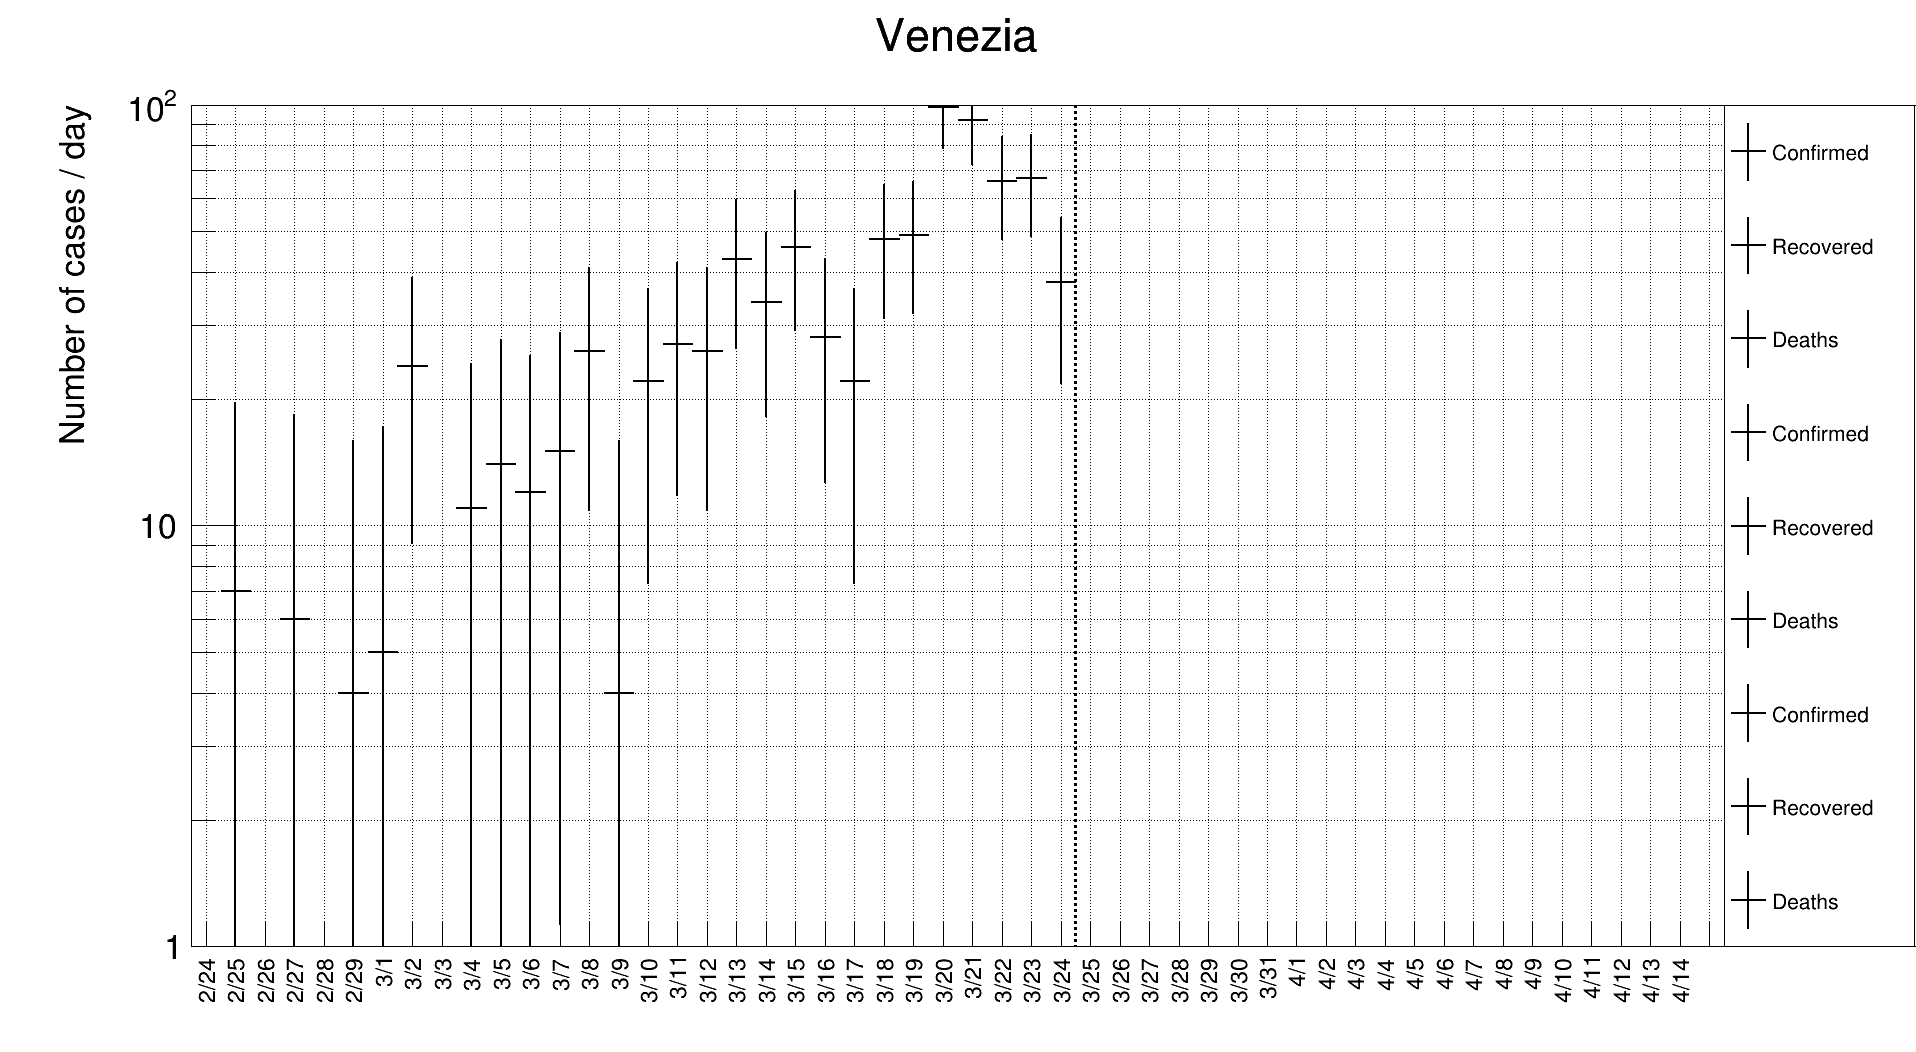 Venezia
Number of cases / day
10²
10
1
2/24 2/25 2/26 2/27 2/28 2/29 3/1 3/2 3/3 3/4 3/5 3/6 3/7 3/8 3/9 3/10 3/11 3/12 3/13 3/14 3/15 3/16 3/17 3/18 3/19 3/20 3/21 3/22 3/23 3/24 3/25 3/26 3/27 3/28 3/29 3/30 3/31 4/1 4/2 4/3 4/4 4/5 4/6 4/7 4/8 4/9 4/10 4/11 4/12 4/13 4/14
Confirmed
Recovered
Deaths
Confirmed
Recovered
Deaths
Confirmed
Recovered
Deaths